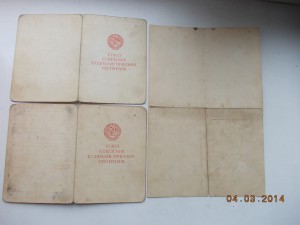 СОЮЗ
СОВЕТСКИХ
СОЦИАЛИСТИЧЕСКИХ
РЕСПУБЛИК
СОЮЗ
СОВЕТСКИХ
СОЦИАЛИСТИЧЕСКИХ
РЕСПУБЛИК
04.03.2014